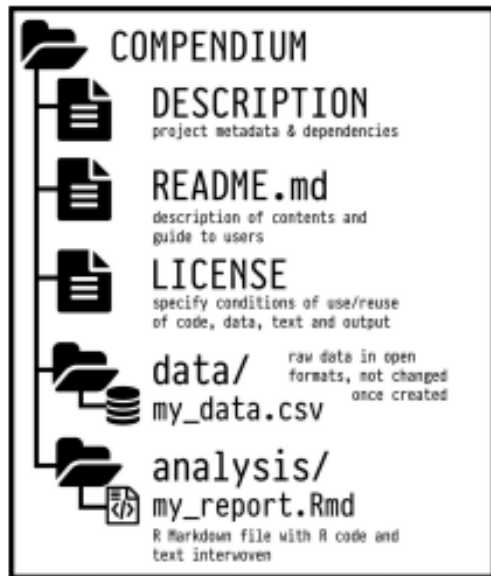 COMPENDIUM
DESCRIPTION
project metadata & dependencies
README.md
description of contents and
guide to users
LICENSE
specify conditions of use/reuse
of code, data, text and output
data/
raw data in open
formats, not changed
once created
my_data.csv
analysis/
my_report.Rmd
R Markdown file with R code and
text interwoven